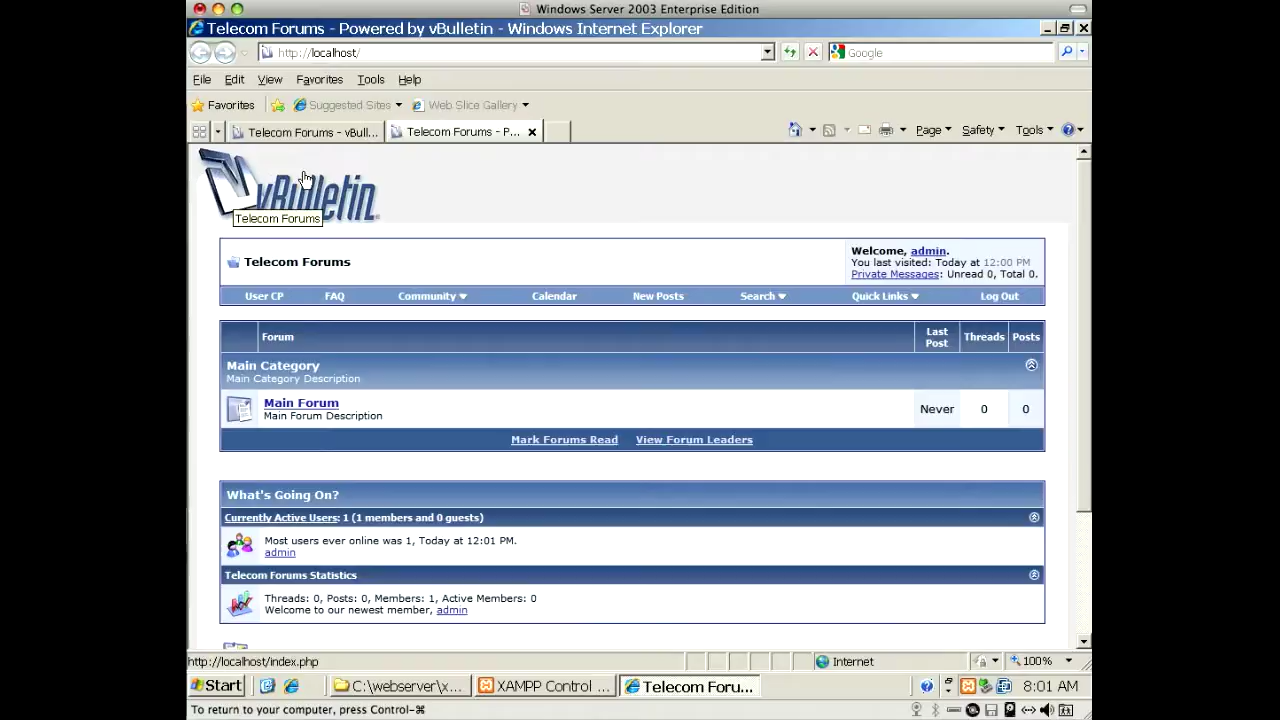 Windows Server 2003 Enterprise Edition
Telecom Forums - Powered by vBulletin - Windows Internet Explorer
http://localhost/
Google
File Edit View Favorites Tools Help
Favorites Suggested Sites Web Slice Gallery
Telecom Forums - vBull... Telecom Forums - P... Page Safety Tools
vBulletin
Telecom Forums
Telecom Forums
Welcome, admin.
You last visited: Today at 12:00 PM
Private Messages: Unread 0, Total 0.
User CP FAQ Community Calendar New Posts Search Quick Links Log Out
Forum Last Post Threads Posts
Main Category
Main Category Description
Main Forum
Main Forum Description
Never 0 0
Mark Forums Read View Forum Leaders
What's Going On?
Currently Active Users: 1 (1 members and 0 guests)
Most users ever online was 1, Today at 12:01 PM.
admin
Telecom Forums Statistics
Threads: 0, Posts: 0, Members: 1, Active Members: 0
Welcome to our newest member, admin
http://localhost/index.php Internet 100%
Start C:\webserver\x... XAMPP Control ... Telecom Foru... 8:01 AM
To return to your computer, press Control-⌘